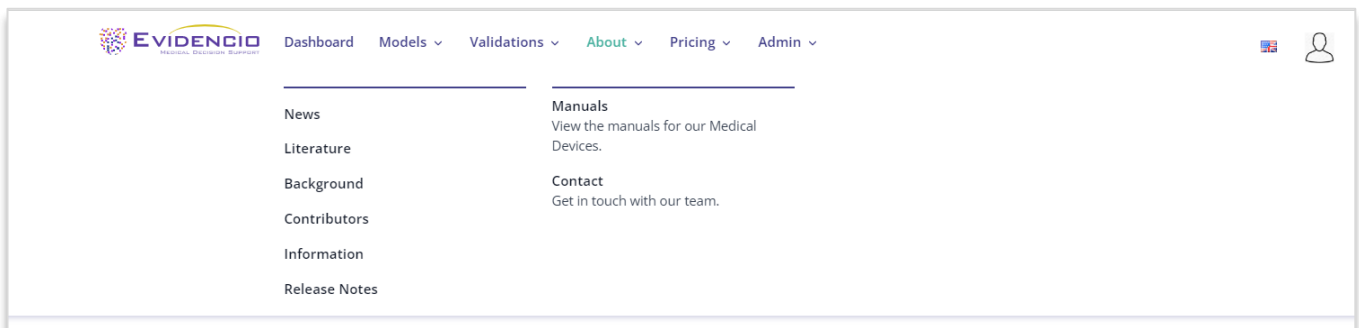 EVIDENCIO
MEDICAL DECISION SUPPORT
Dashboard Models Validations About Pricing Admin
News
Literature
Background
Contributors
Information
Release Notes
Manuals
View the manuals for our Medical
Devices.
Contact
Get in touch with our team.